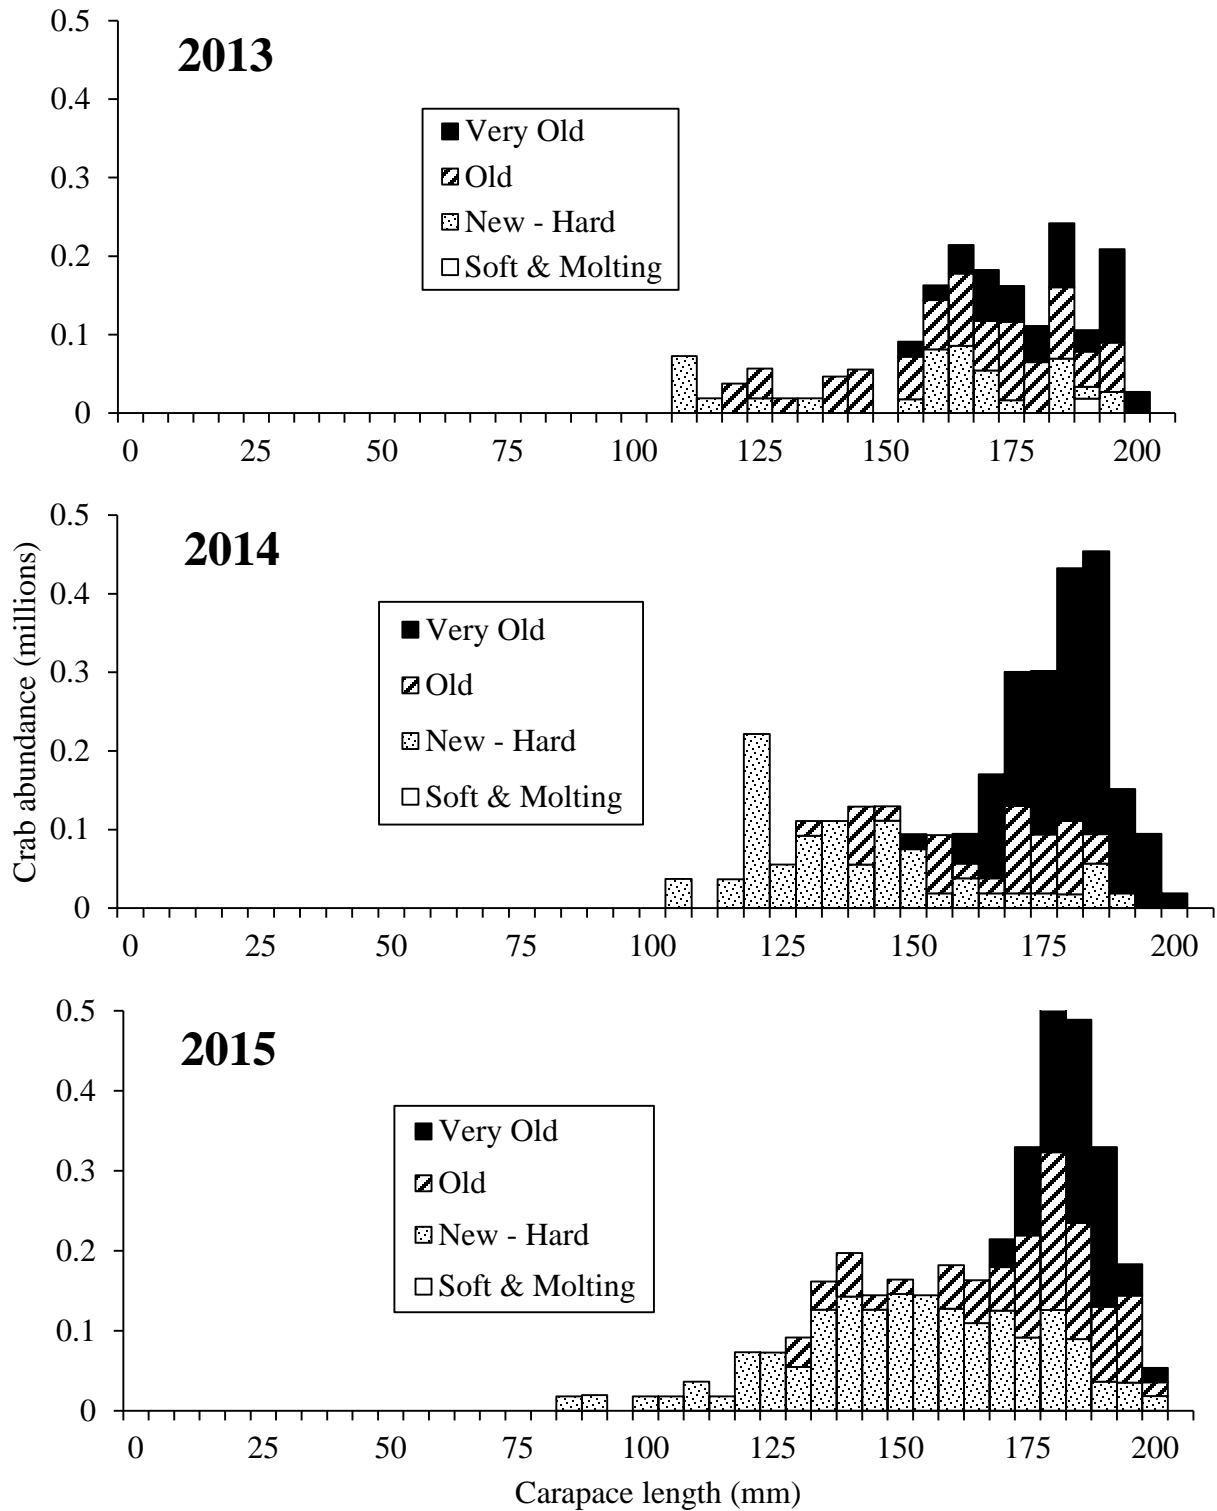 0.5
2013
0.4
Very Old
0.3
Old
0.2
New - Hard
Soft & Molting
0.1
0
0 25 50 75 100 125 150 175 200
Crab abundance (millions)
0.5
2014
0.4
Very Old
0.3
Old
0.2
New - Hard
0.1
Soft & Molting
0
0 25 50 75 100 125 150 175 200
0.5
2015
0.4
Very Old
0.3
Old
0.2
New - Hard
Soft & Molting
0.1
0
0 25 50 75 100 125 150 175 200
Carapace length (mm)